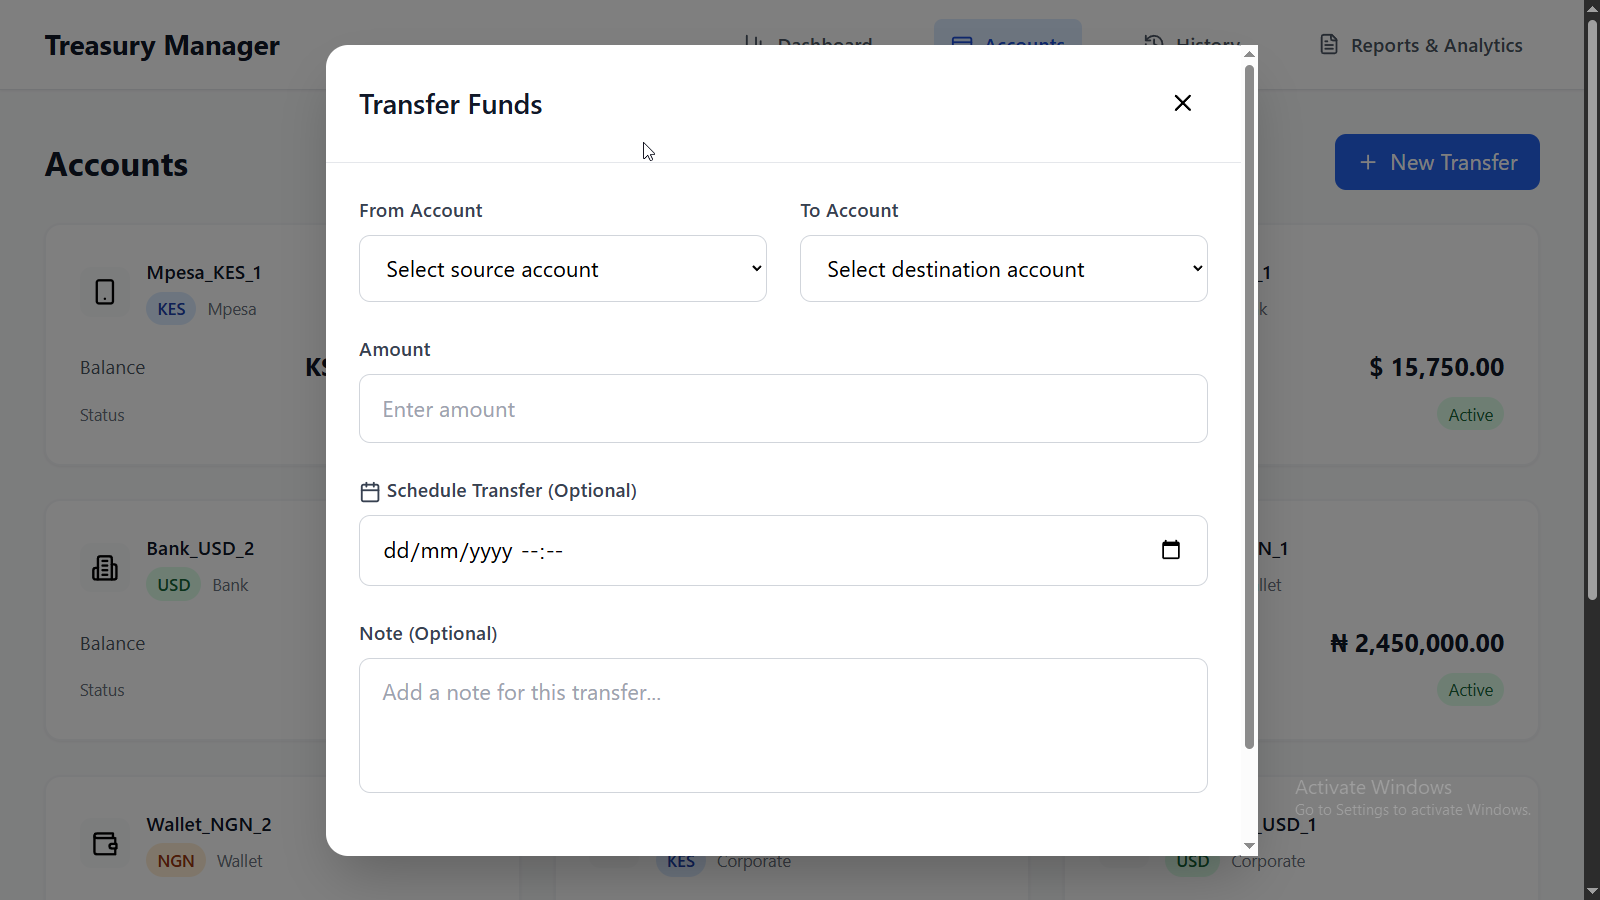 Treasury Manager
Dashboard
Accounts
History
Reports & Analytics
Accounts
+ New Transfer
Transfer Funds
From Account
To Account
Select source account
Select destination account
Amount
Enter amount
Schedule Transfer (Optional)
dd/mm/yyyy --:--
Note (Optional)
Add a note for this transfer...
Mpesa_KES_1
KES Mpesa
Balance
Status
_1
k
$ 15,750.00
Active
Bank_USD_2
USD Bank
Balance
Status
N_1
llet
₦ 2,450,000.00
Active
Wallet_NGN_2
NGN Wallet
KES Corporate
_USD_1
USD Corporate
Activate Windows
Go to Settings to activate Windows.